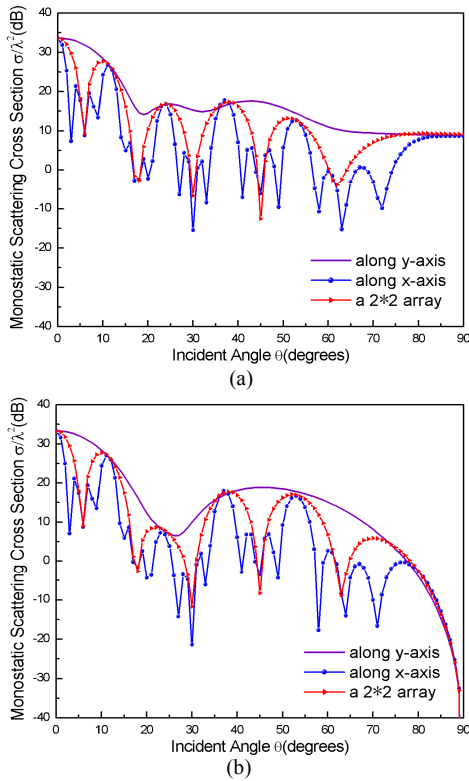 Monostatic Scattering Cross Section σ/λ²(dB)
40
30
20
10
0
-10
-20
-30
-40
along y-axis
along x-axis
a 2*2 array
0 10 20 30 40 50 60 70 80 90
Incident Angle θ(degrees)
(a)
Monostatic Scattering Cross Section σ/λ²(dB)
40
30
20
10
0
-10
-20
-30
-40
along y-axis
along x-axis
a 2*2 array
0 10 20 30 40 50 60 70 80 90
Incident Angle θ(degrees)
(b)